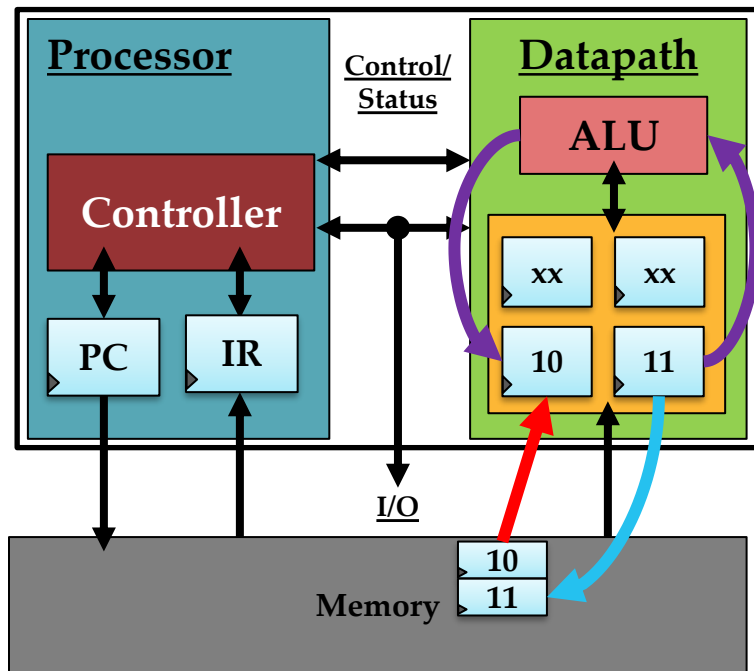 Processor
Control/
Status
Datapath
ALU
Controller
xx
xx
PC
IR
10
11
I/O
Memory
10
11